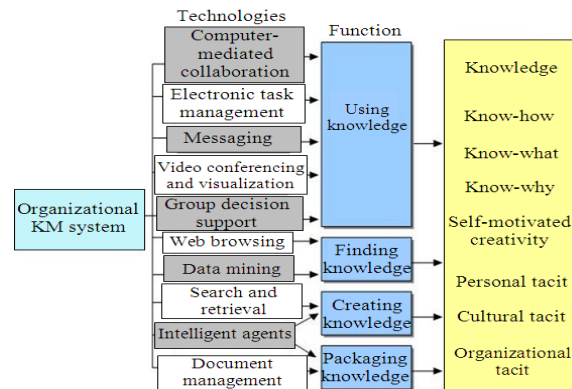 Technologies
Function
Computer-
mediated
collaboration
Electronic task
management
Messaging
Video conferencing
and visualization
Group decision
support
Web browsing
Data mining
Search and
retrieval
Intelligent agents
Document
management
Organizational
KM system
Using
knowledge
Finding
knowledge
Creating
knowledge
Packaging
knowledge
Knowledge
Know-how
Know-what
Know-why
Self-motivated
creativity
Personal tacit
Cultural tacit
Organizational
tacit